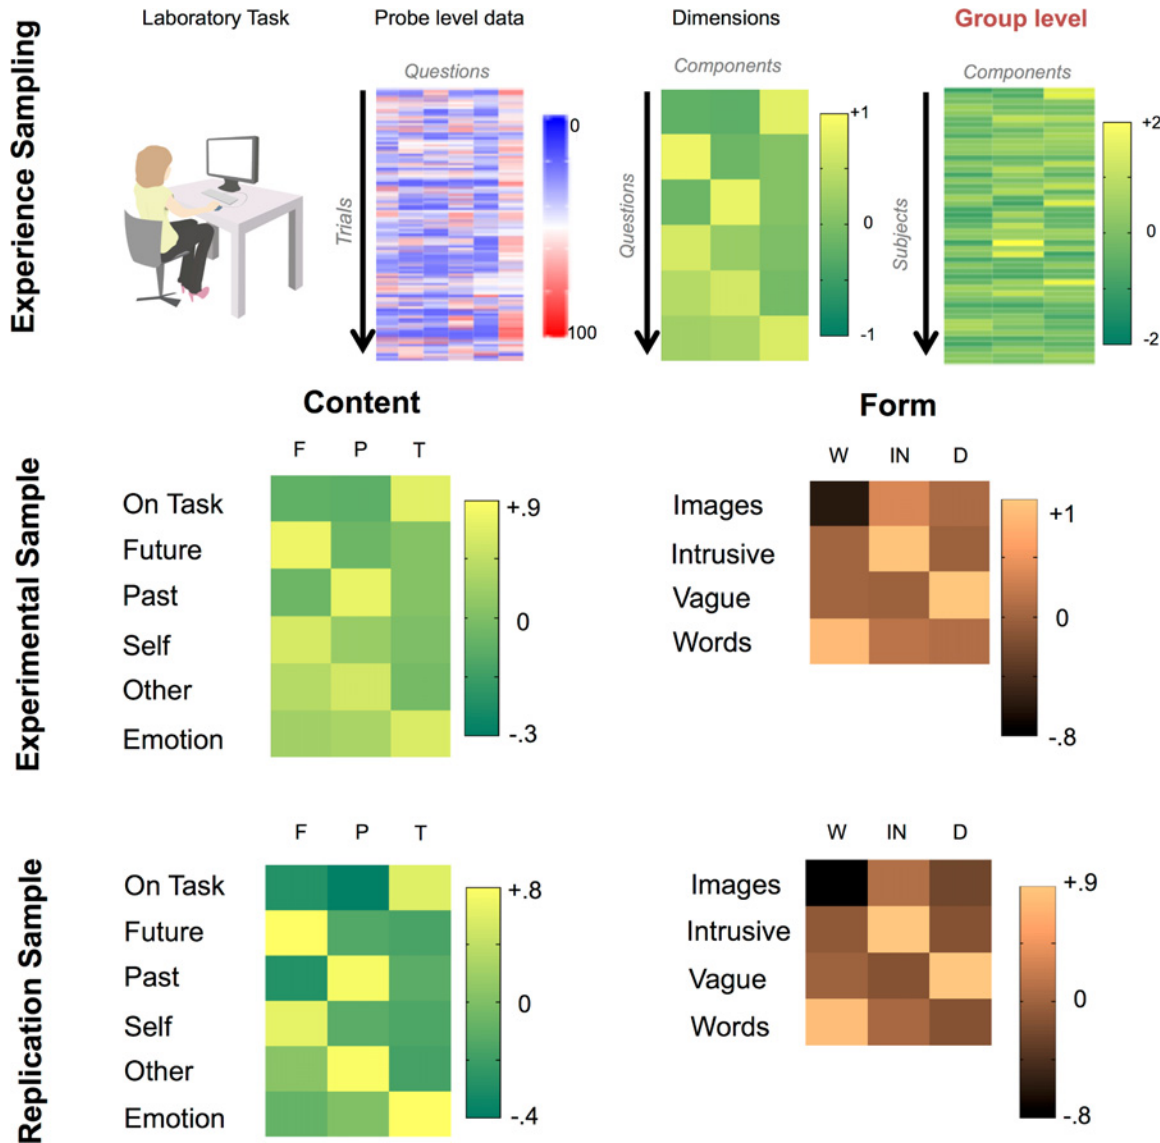 Experience Sampling
Laboratory Task
Probe level data
Dimensions
Group level
Questions
Components
Components
Trials
0
100
Questions
+1
0
-1
Subjects
+2
0
-2
Experimental Sample
Content
F P T
On Task
Future
Past
Self
Other
Emotion
+.9
0
-.3
Form
W IN D
Images
Intrusive
Vague
Words
+1
0
-.8
Replication Sample
F P T
On Task
Future
Past
Self
Other
Emotion
+.8
0
-.4
W IN D
Images
Intrusive
Vague
Words
+.9
0
-.8